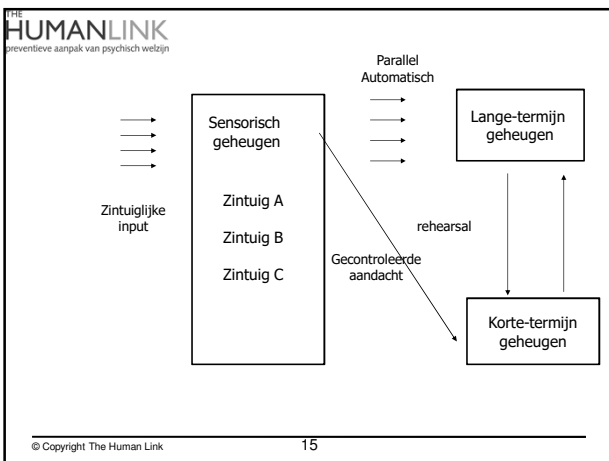 THE
HUMANLINK
preventieve aanpak van psychisch welzijn
Parallel
Automatisch
Sensorisch
geheugen
Lange-termijn
geheugen
Zintuig A
Zintuiglijke
input
Zintuig B
rehearsal
Gecontroleerde
aandacht
Zintuig C
Korte-termijn
geheugen
© Copyright The Human Link
15